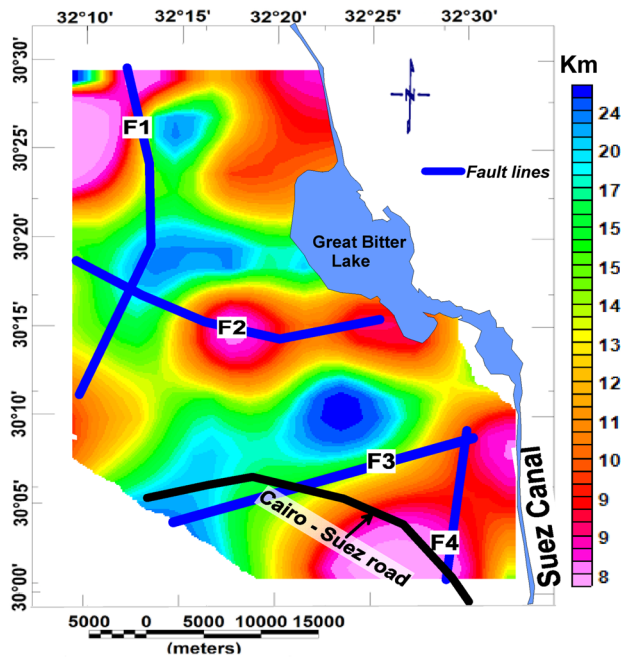 32°10' 32°15' 32°20' 32°25' 32°30'
30°30'
30°25'
30°20'
30°15'
30°10'
30°05'
30°00'
F1
N
Fault lines
Great Bitter
Lake
F2
F3
Cairo - Suez road
F4
Suez Canal
Km
24
20
17
15
15
14
13
12
11
10
9
9
8
5000 0 5000 10000 15000
(meters)